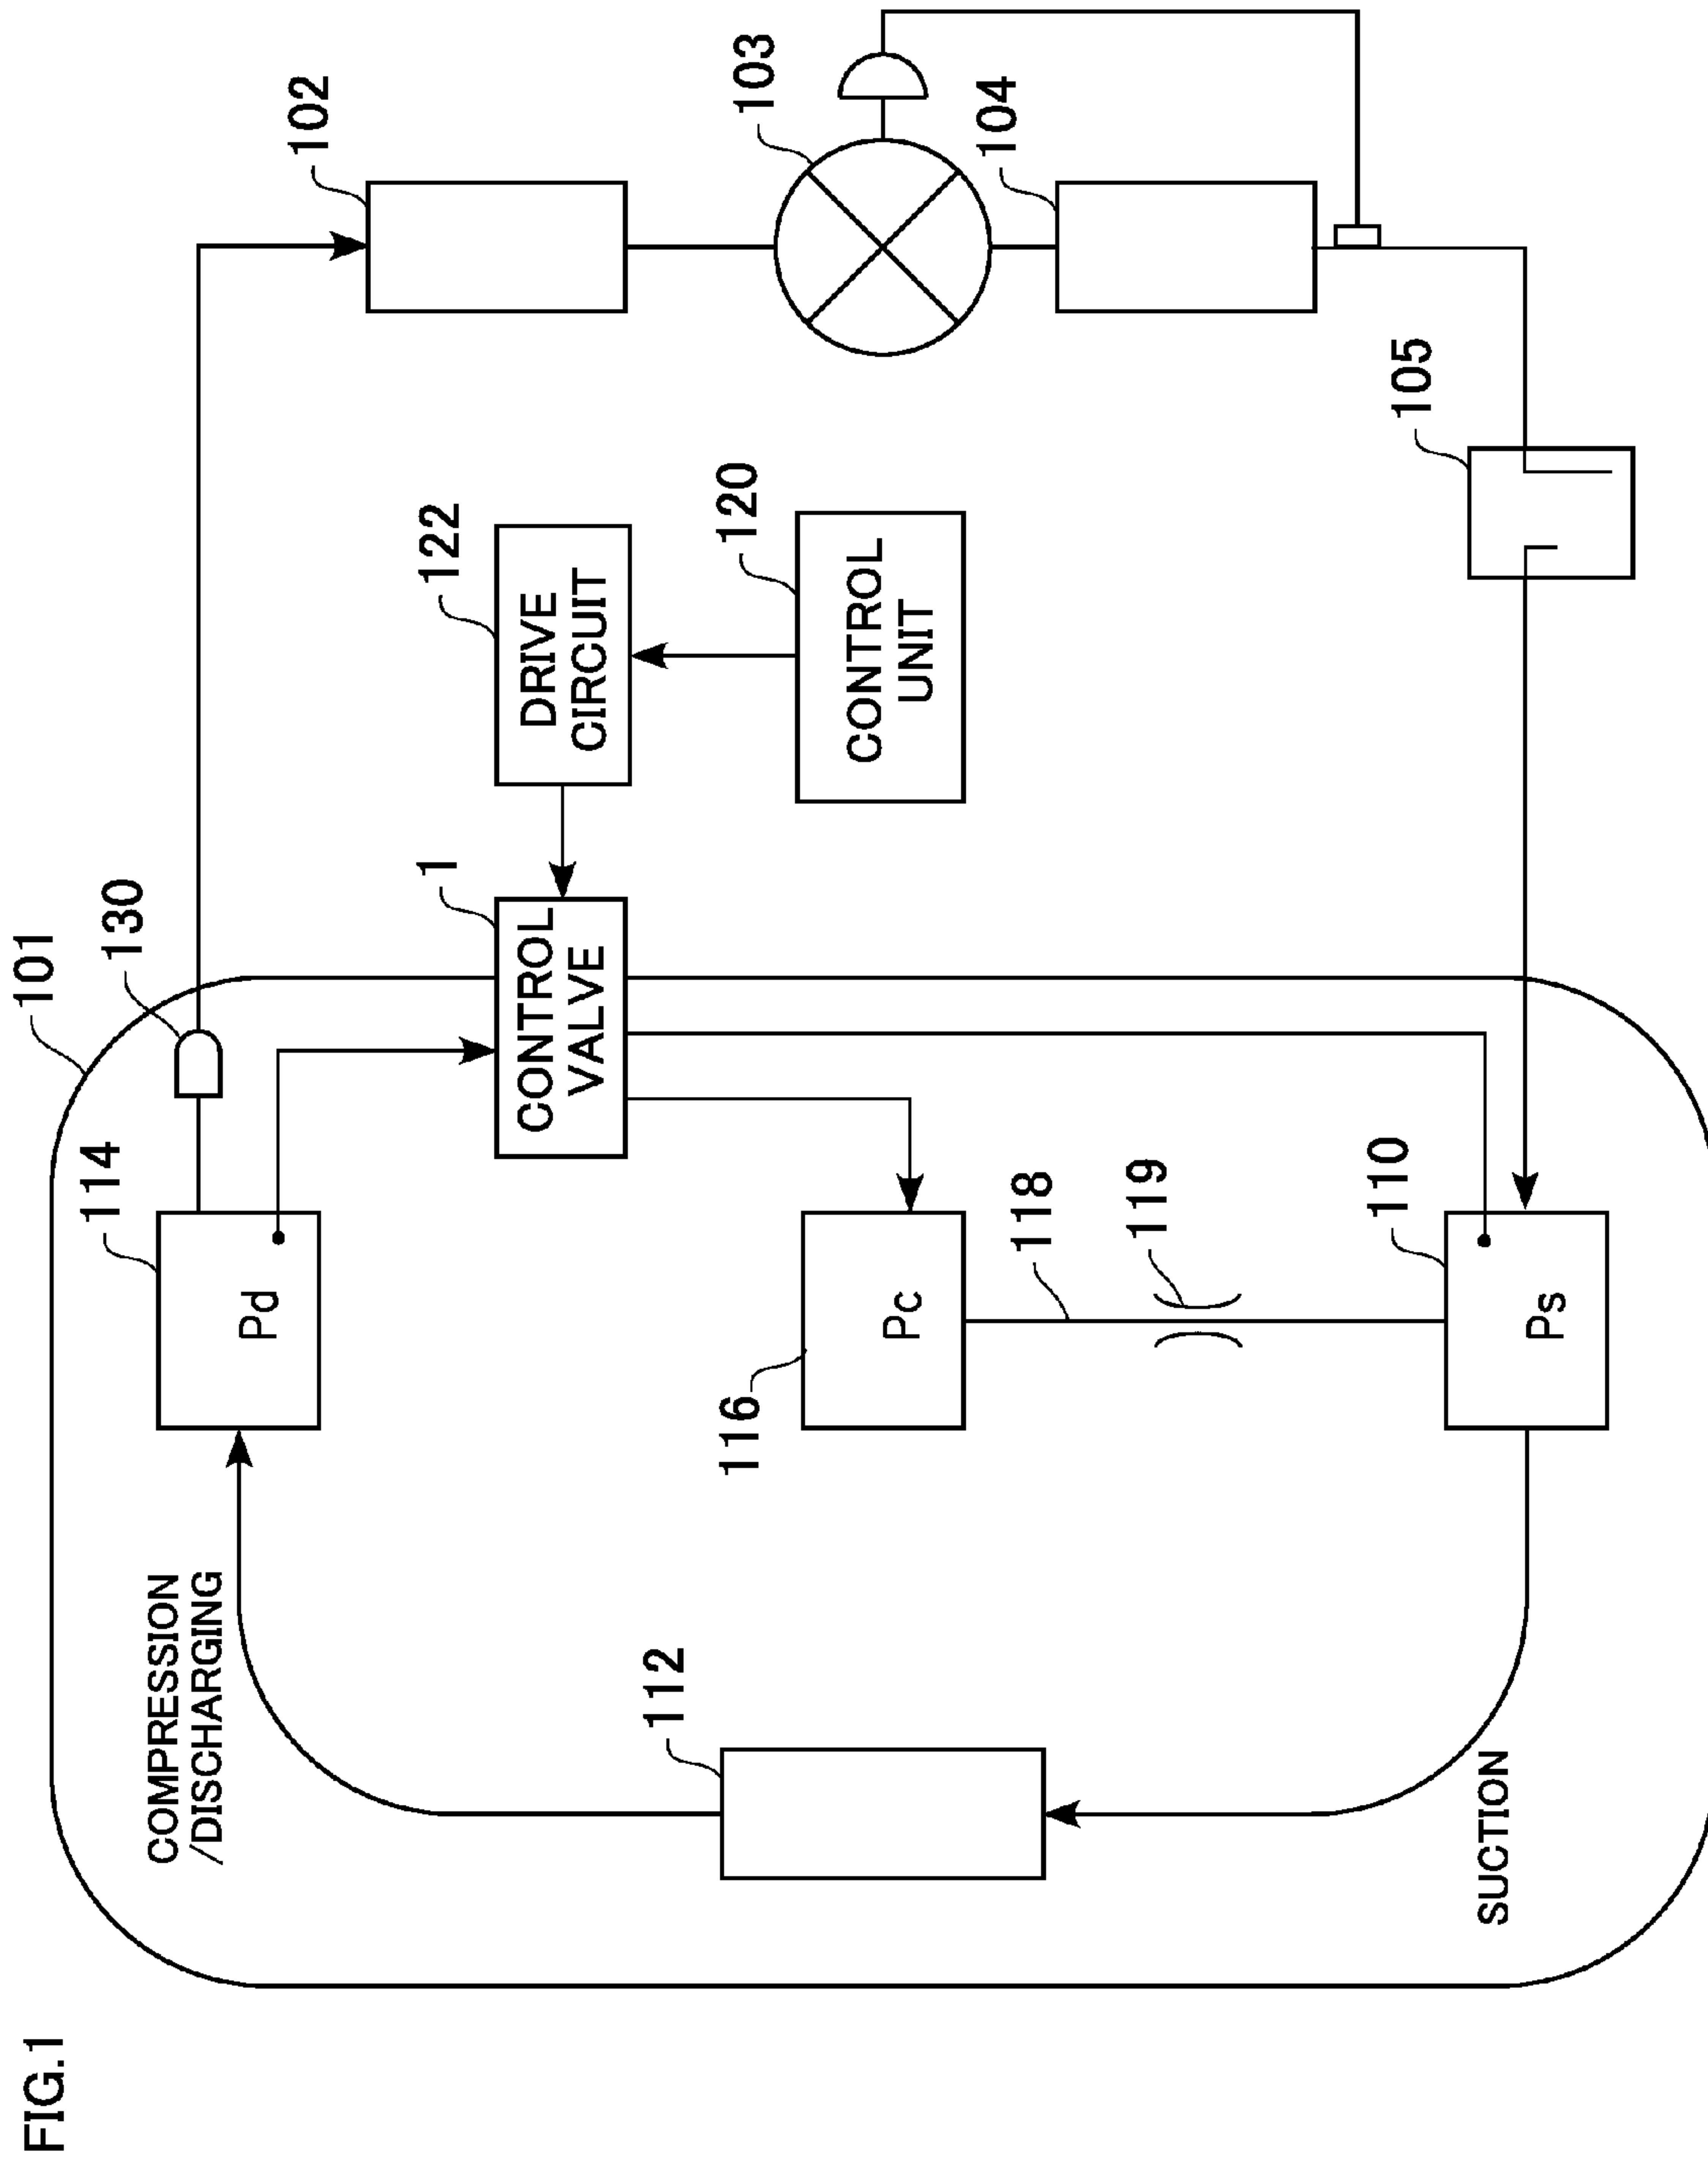 FIG.1
101
130
102
114
Pd
COMPRESSION
/DISCHARGING
1
CONTROL
VALVE
122
DRIVE
CIRCUIT
120
CONTROL
UNIT
103
104
112
116
Pc
118
119
105
110
Ps
SUCTION